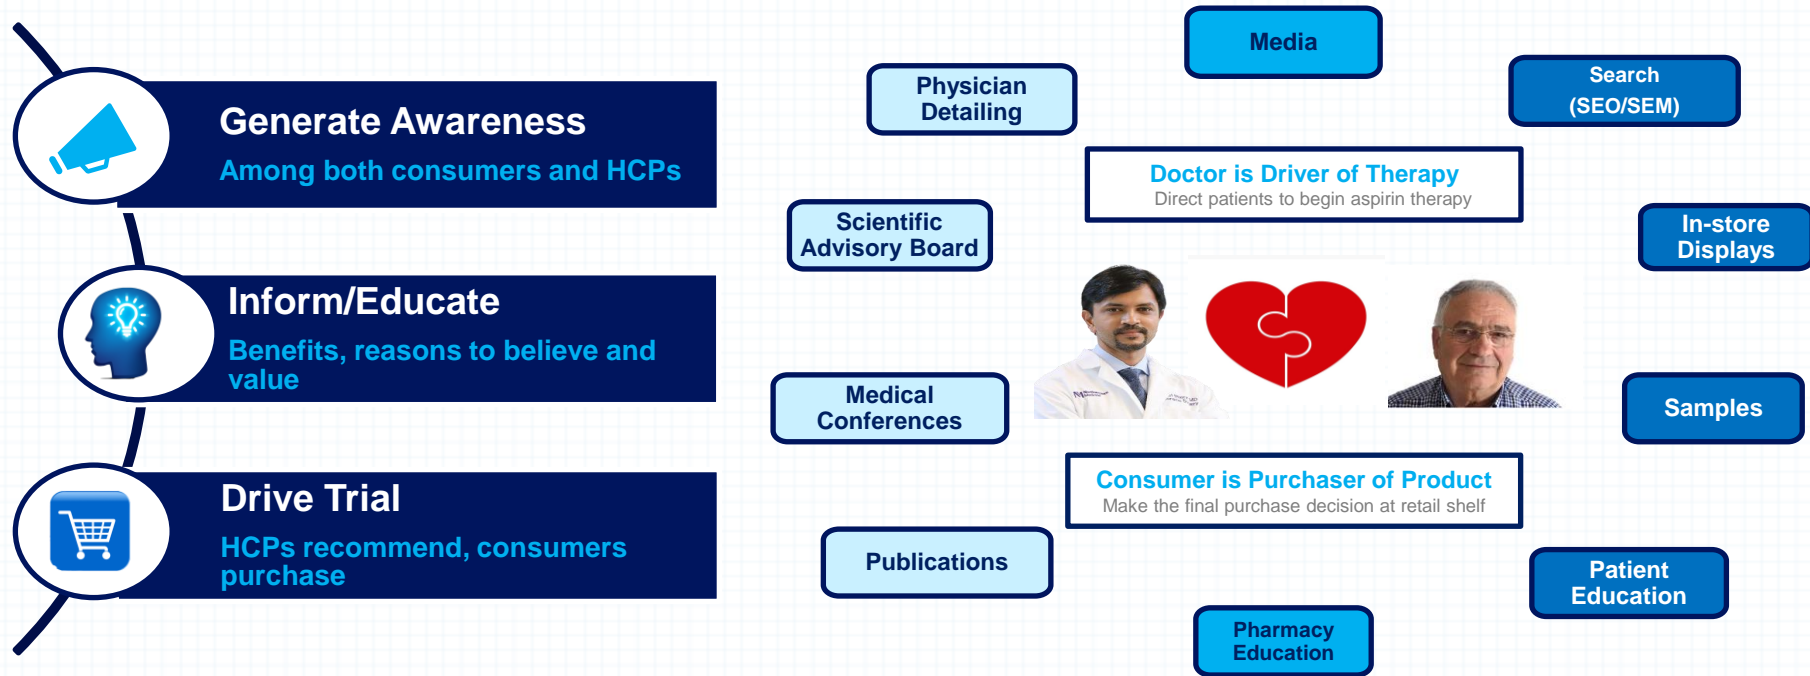 Generate Awareness
Among both consumers and HCPs
Inform/Educate
Benefits, reasons to believe and
value
Drive Trial
HCPs recommend, consumers
purchase
Media
Physician
Detailing
Search
(SEO/SEM)
Doctor is Driver of Therapy
Direct patients to begin aspirin therapy
Scientific
Advisory Board
In-store
Displays
Medical
Conferences
Samples
Consumer is Purchaser of Product
Make the final purchase decision at retail shelf
Publications
Patient
Education
Pharmacy
Education